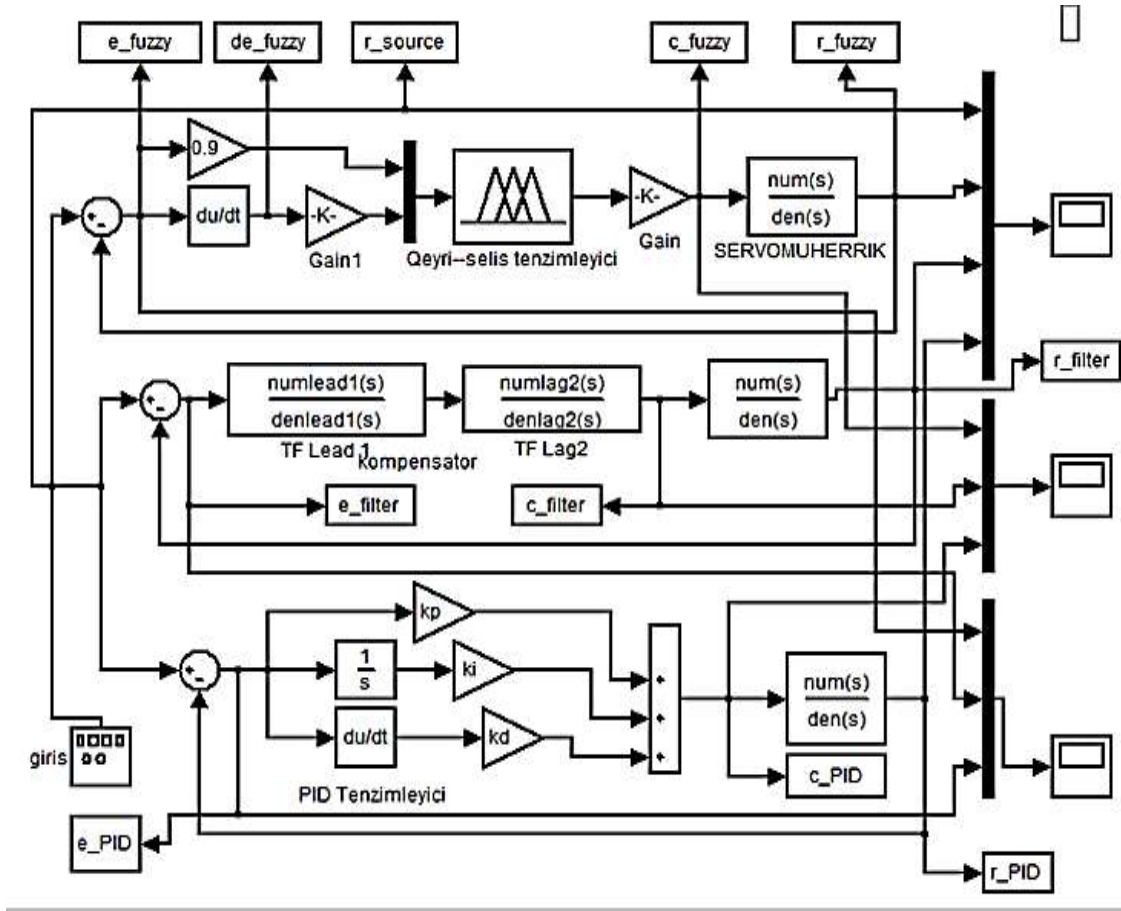 e_fuzzy
de_fuzzy
r_source
c_fuzzy
r_fuzzy
0.9
+
-
du/dt
-K-
Gain1
Qeyri--selis tenzimleyici
-K-
Gain
num(s)
den(s)
SERVOMUHERRIK
r_filter
+
-
numlead1(s)
denlead1(s)
TF Lead 1
kompensator
numlag2(s)
denlag2(s)
TF Lag2
num(s)
den(s)
e_filter
c_filter
kp
+
-
1
s
ki
du/dt
kd
+
+
+
num(s)
den(s)
giris
PID Tenzimleyici
c_PID
e_PID
r_PID